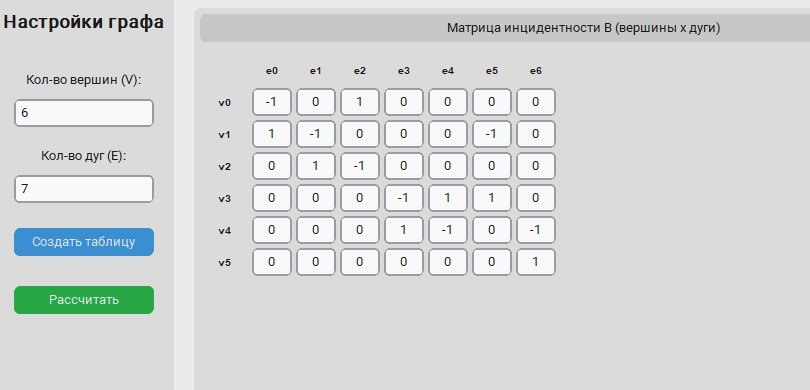 Настройки графа
Кол-во вершин (V):
6
Кол-во дуг (E):
7
Создать таблицу
Рассчитать
Матрица инцидентности B (вершины x дуги)
e0 e1 e2 e3 e4 e5 e6
v0 -1 0 1 0 0 0 0
v1 1 -1 0 0 0 -1 0
v2 0 1 -1 0 0 0 0
v3 0 0 0 -1 1 1 0
v4 0 0 0 1 -1 0 -1
v5 0 0 0 0 0 0 1